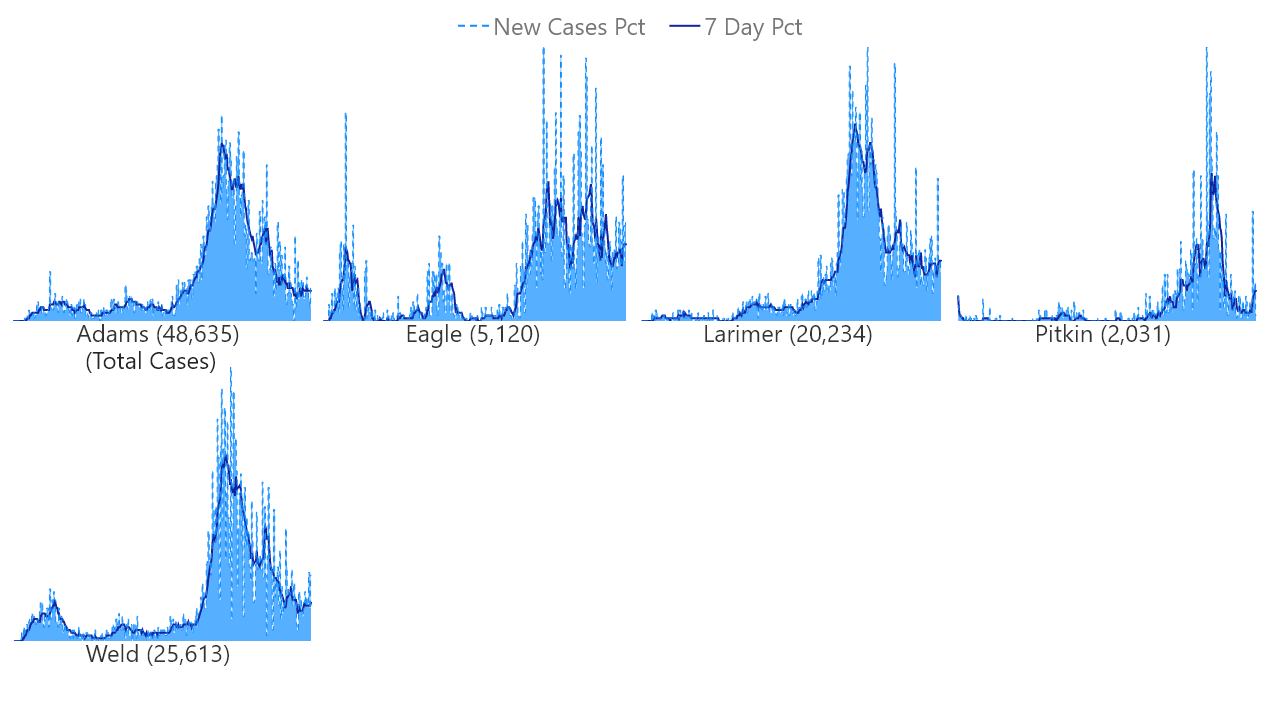 New Cases Pct 7 Day Pct
Adams (48,635)
(Total Cases)
Eagle (5,120)
Larimer (20,234)
Pitkin (2,031)
Weld (25,613)